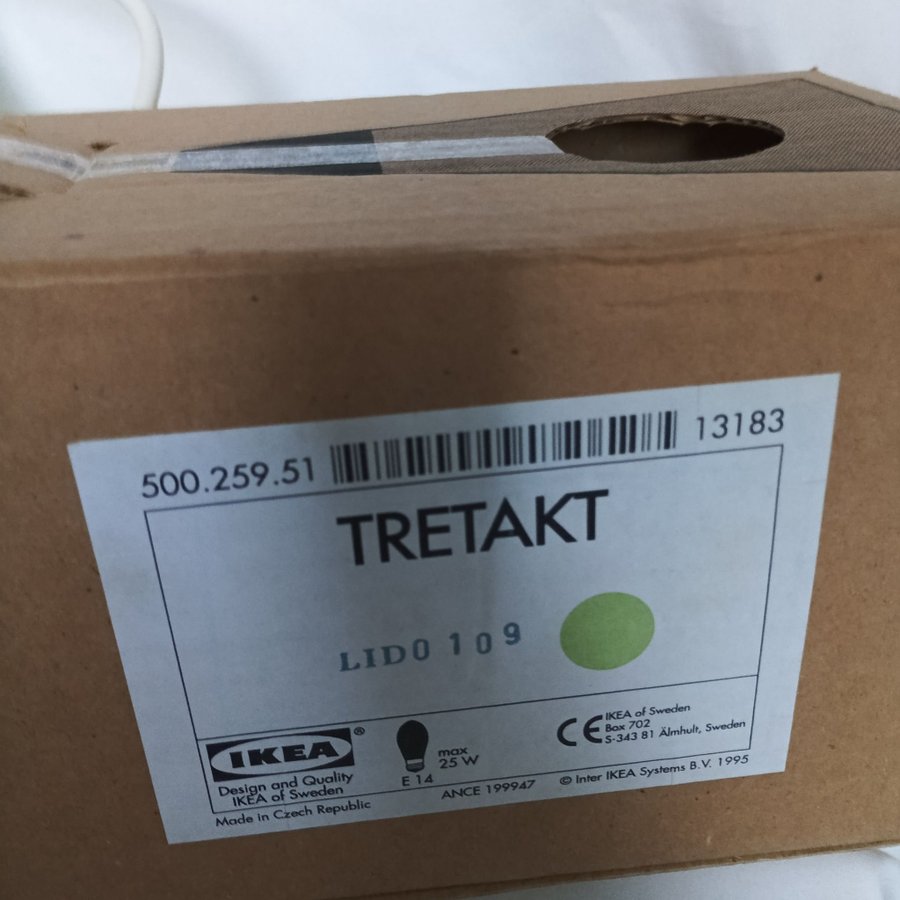 500.259.51
13183
TRETAKT
LID0 109
IKEA®
Design and Quality
IKEA of Sweden
Made in Czech Republic
E 14
max
25 W
ANCE 199947
CE
IKEA of Sweden
Box 702
S-343 81 Älmhult, Sweden
© Inter IKEA Systems B.V. 1995